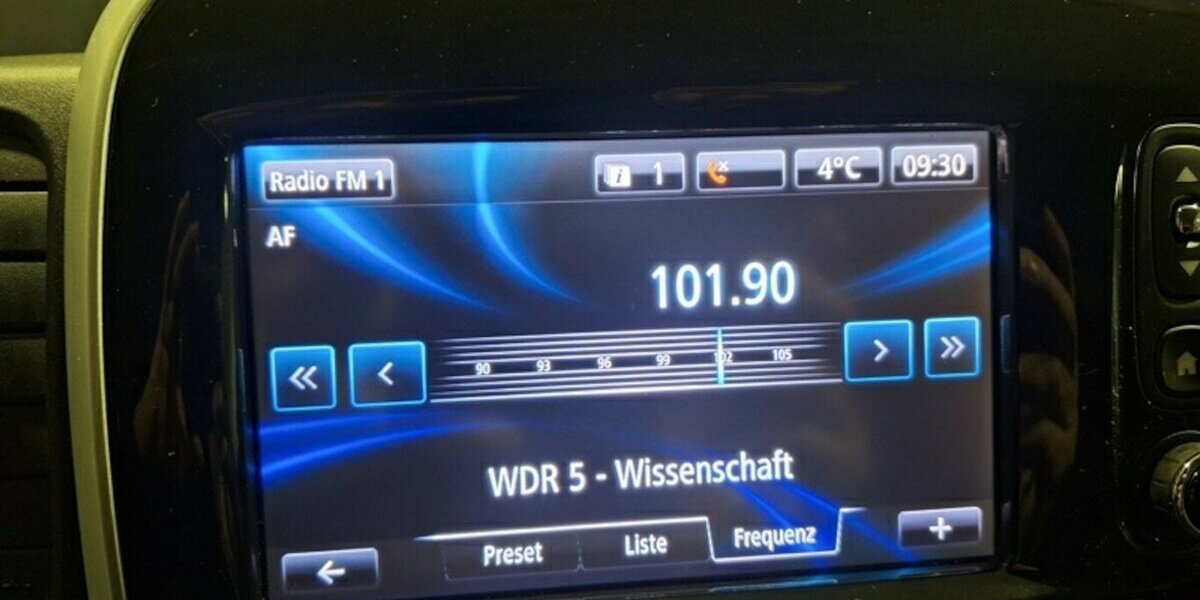 Radio FM 1
i 1
4°C
09:30
AF
101.90
90 93 96 99 102 105
WDR 5 - Wissenschaft
Preset
Liste
Frequenz
+